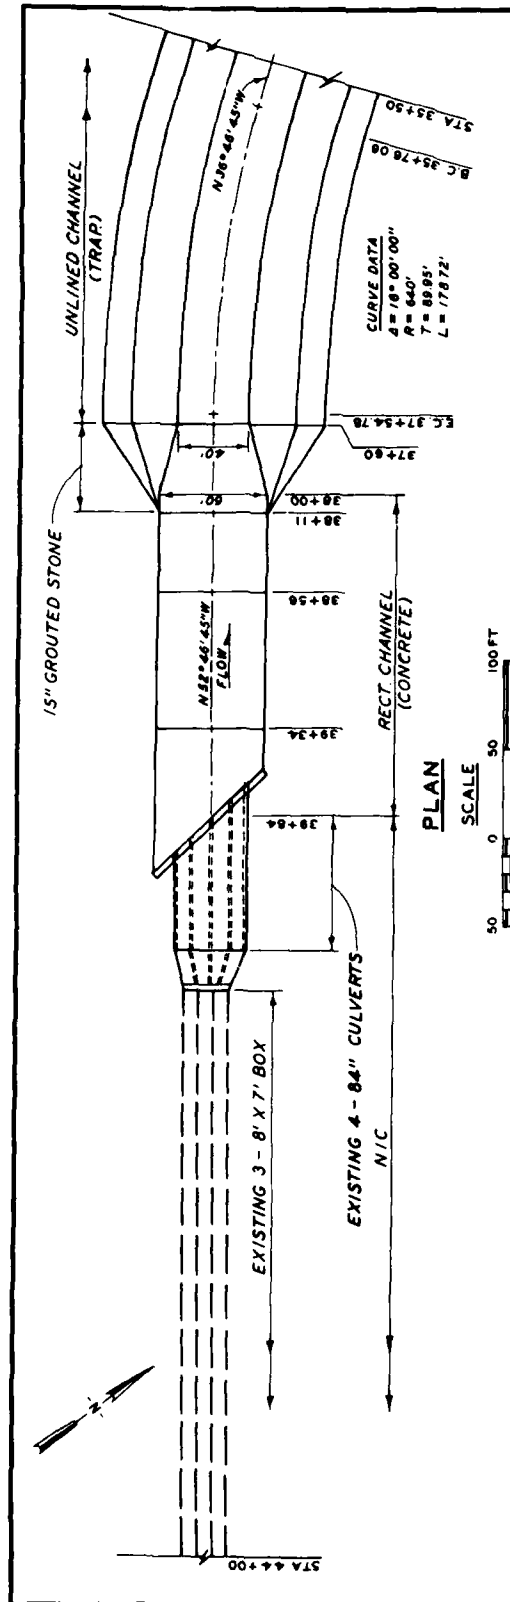 15" GROUTED STONE
UNLINED CHANNEL
(TRAP.)
N
N52°46'45"W
FLOW
60'
40'
N36°46'45"W
STA 44+00
39+84
39+34
38+56
38+11
38+00
37+60
E.C. 37+54.78
B.C. 35+76.06
STA 35+50
CURVE DATA
Δ = 16° 00' 00"
R = 640'
T = 89.95'
L = 178.72'
EXISTING 3 - 8' X 7' BOX
EXISTING 4 - 84" CULVERTS
NIC
RECT. CHANNEL
(CONCRETE)
PLAN
SCALE
50 0 50 100 FT